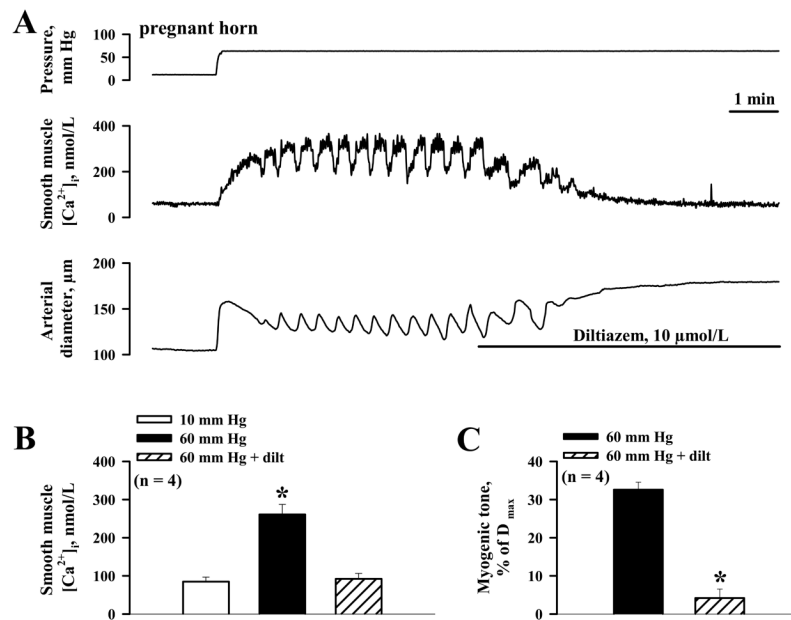 A
pregnant horn
Pressure,
mm Hg
100
50
0
1 min
Smooth muscle
[Ca2+]i, nmol/L
400
200
0
Arterial
diameter, μm
200
150
100
Diltiazem, 10 μmol/L
B
10 mm Hg
60 mm Hg
60 mm Hg + dilt
(n = 4)
Smooth muscle
[Ca2+]i, nmol/L
400
300
200
100
0
*
C
60 mm Hg
60 mm Hg + dilt
(n = 4)
Myogenic tone,
% of Dmax
40
30
20
10
0
*